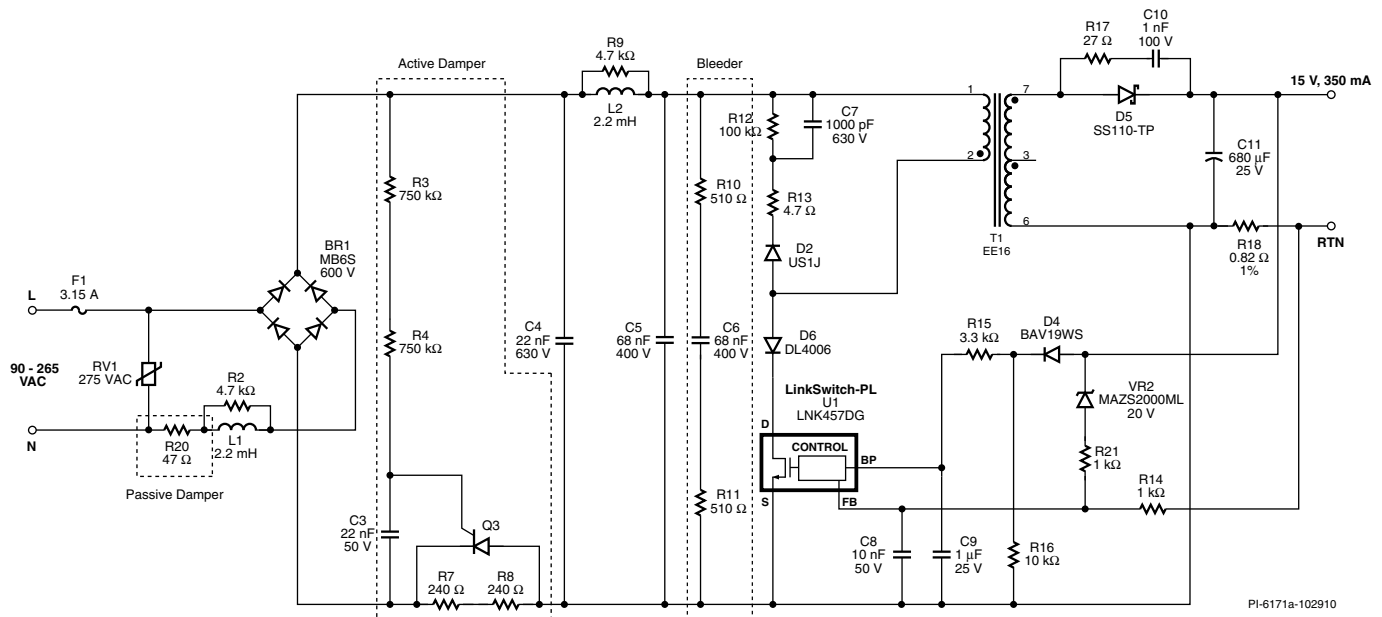 Active Damper
R9
4.7 kΩ
L2
2.2 mH
Bleeder
R12
100 kΩ
C7
1000 pF
630 V
1
2
7
3
6
T1
EE16
R17
27 Ω
C10
1 nF
100 V
D5
SS110-TP
15 V, 350 mA
C11
680 µF
25 V
R18
0.82 Ω
1%
RTN
R3
750 kΩ
R10
510 Ω
R13
4.7 Ω
D2
US1J
BR1
MB6S
600 V
F1
3.15 A
L
90 - 265
VAC
N
RV1
275 VAC
R2
4.7 kΩ
R20
47 Ω
L1
2.2 mH
Passive Damper
R4
750 kΩ
C4
22 nF
630 V
C5
68 nF
400 V
C6
68 nF
400 V
D6
DL4006
LinkSwitch-PL
U1
LNK457DG
D
CONTROL
BP
S
FB
R15
3.3 kΩ
D4
BAV19WS
VR2
MAZS2000ML
20 V
R21
1 kΩ
R14
1 kΩ
C3
22 nF
50 V
Q3
R7
240 Ω
R8
240 Ω
R11
510 Ω
C8
10 nF
50 V
C9
1 µF
25 V
R16
10 kΩ
PI-6171a-102910